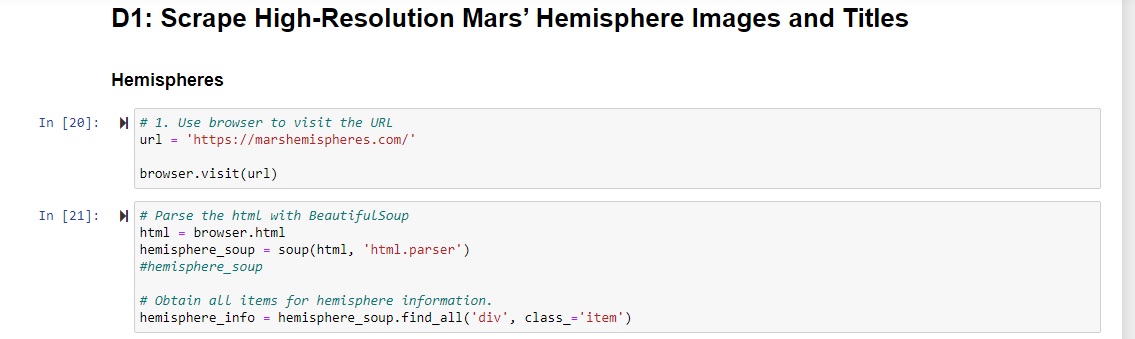 D1: Scrape High-Resolution Mars’ Hemisphere Images and Titles
Hemispheres
In [20]:
# 1. Use browser to visit the URL
url = 'https://marshemispheres.com/'
browser.visit(url)
In [21]:
# Parse the html with BeautifulSoup
html = browser.html
hemisphere_soup = soup(html, 'html.parser')
#hemisphere_soup
# Obtain all items for hemisphere information.
hemisphere_info = hemisphere_soup.find_all('div', class_='item')